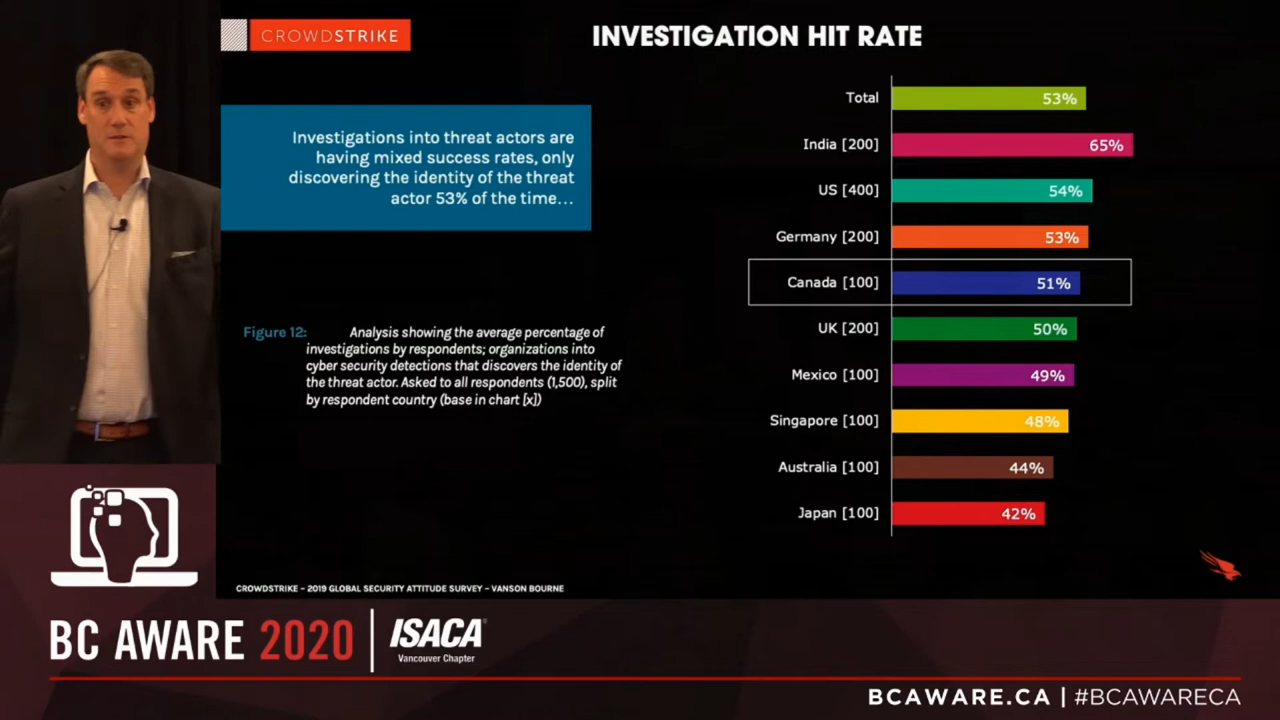 CROWDSTRIKE
INVESTIGATION HIT RATE
Investigations into threat actors are
having mixed success rates, only
discovering the identity of the threat
actor 53% of the time...
Figure 12: Analysis showing the average percentage of
investigations by respondents; organizations into
cyber security detections that discovers the identity of
the threat actor. Asked to all respondents (1,500), split
by respondent country (base in chart [x])
Total 53%
India [200] 65%
US [400] 54%
Germany [200] 53%
Canada [100] 51%
UK [200] 50%
Mexico [100] 49%
Singapore [100] 48%
Australia [100] 44%
Japan [100] 42%
CROWDSTRIKE – 2019 GLOBAL SECURITY ATTITUDE SURVEY – VANSON BOURNE
BC AWARE 2020
ISACA®
Vancouver Chapter
BCAWARE.CA | #BCAWARECA